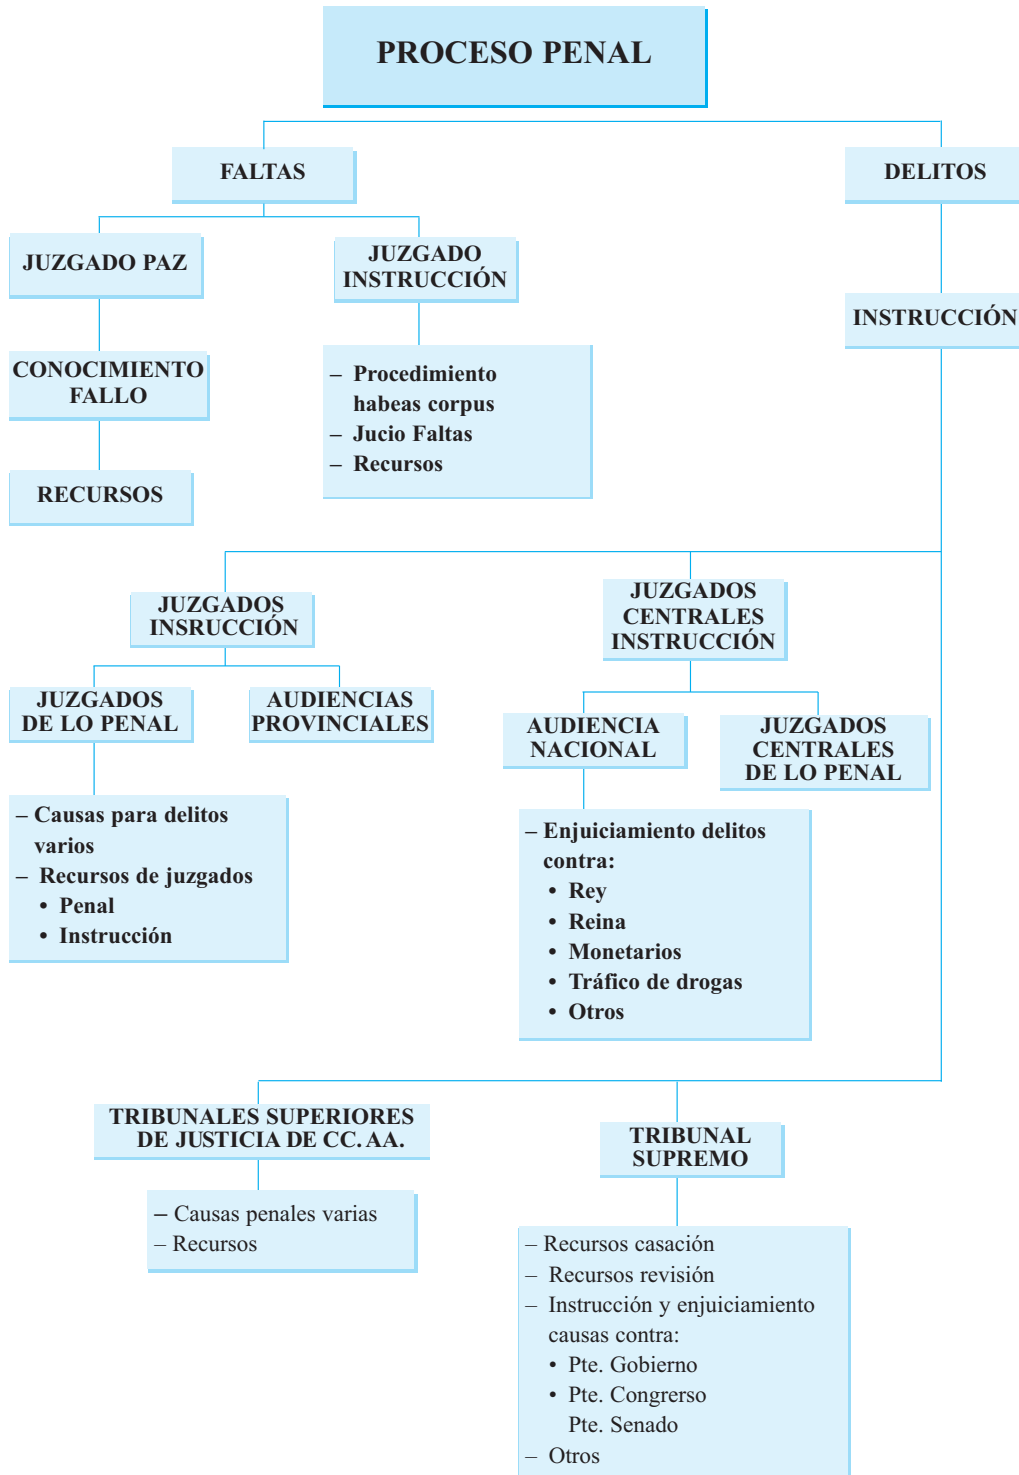 PROCESO PENAL
FALTAS
DELITOS
JUZGADO PAZ
JUZGADO
INSTRUCCIÓN
INSTRUCCIÓN
CONOCIMIENTO
FALLO
– Procedimiento
habeas corpus
– Jucio Faltas
– Recursos
RECURSOS
JUZGADOS
INSRUCCIÓN
JUZGADOS
CENTRALES
INSTRUCCIÓN
JUZGADOS
DE LO PENAL
AUDIENCIAS
PROVINCIALES
AUDIENCIA
NACIONAL
JUZGADOS
CENTRALES
DE LO PENAL
– Causas para delitos
varios
– Recursos de juzgados
• Penal
• Instrucción
– Enjuiciamiento delitos
contra:
• Rey
• Reina
• Monetarios
• Tráfico de drogas
• Otros
TRIBUNALES SUPERIORES
DE JUSTICIA DE CC. AA.
TRIBUNAL
SUPREMO
– Causas penales varias
– Recursos
– Recursos casación
– Recursos revisión
– Instrucción y enjuiciamiento
causas contra:
• Pte. Gobierno
• Pte. Congrerso
Pte. Senado
– Otros